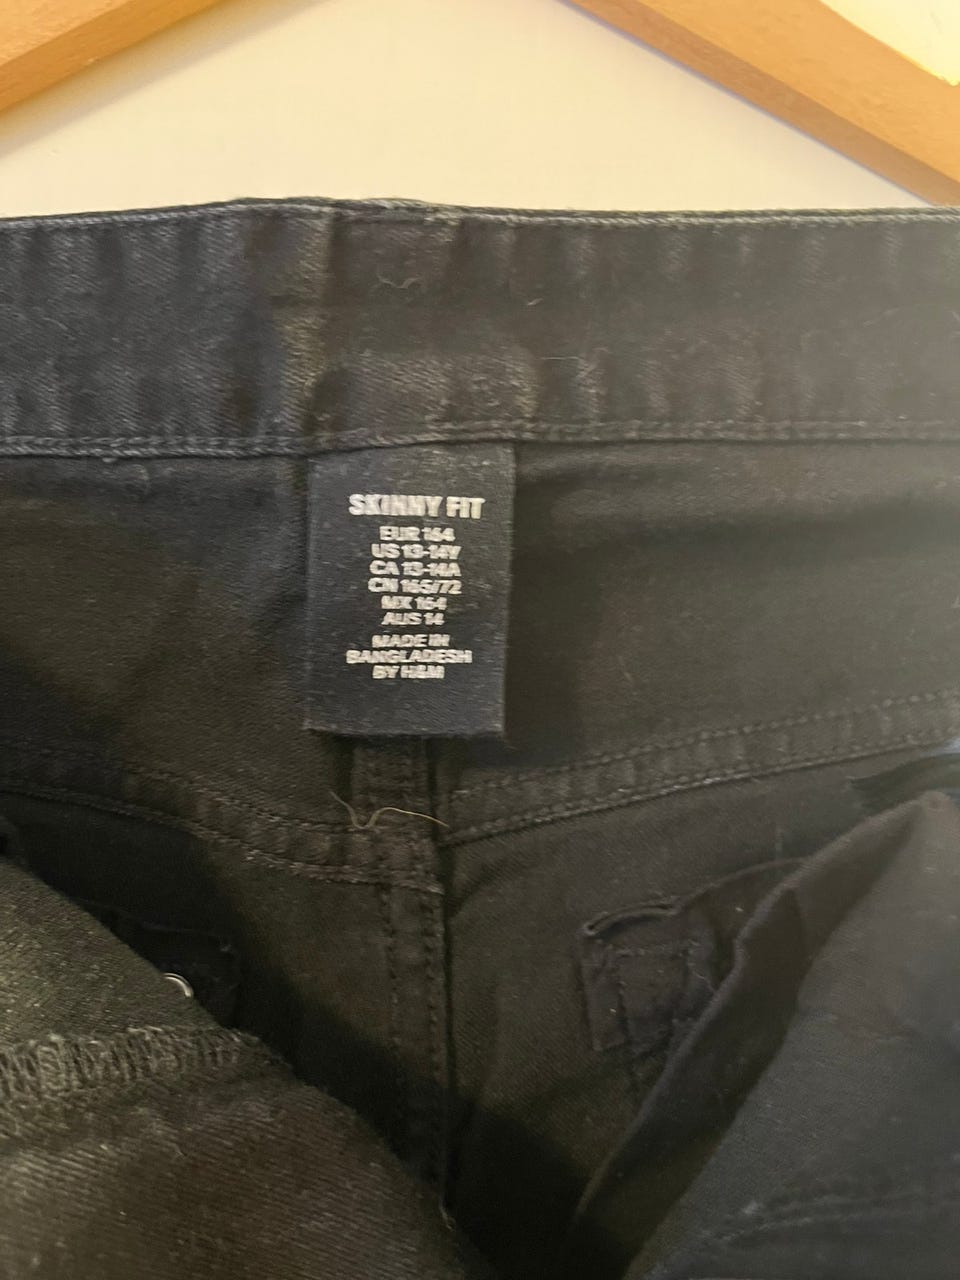 SKINNY FIT
EUR 164
US 13-14Y
CA 13-14A
CN 165/72
MX 164
AUS 14
MADE IN
BANGLADESH
BY H&M